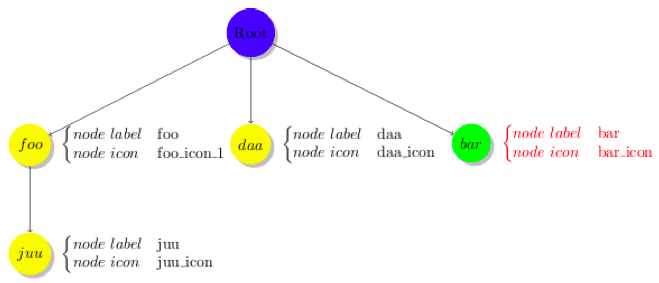 Root
foo
node label foo
node icon foo_icon_1
daa
node label daa
node icon daa_icon
bar
node label bar
node icon bar_icon
juu
node label juu
node icon juu_icon